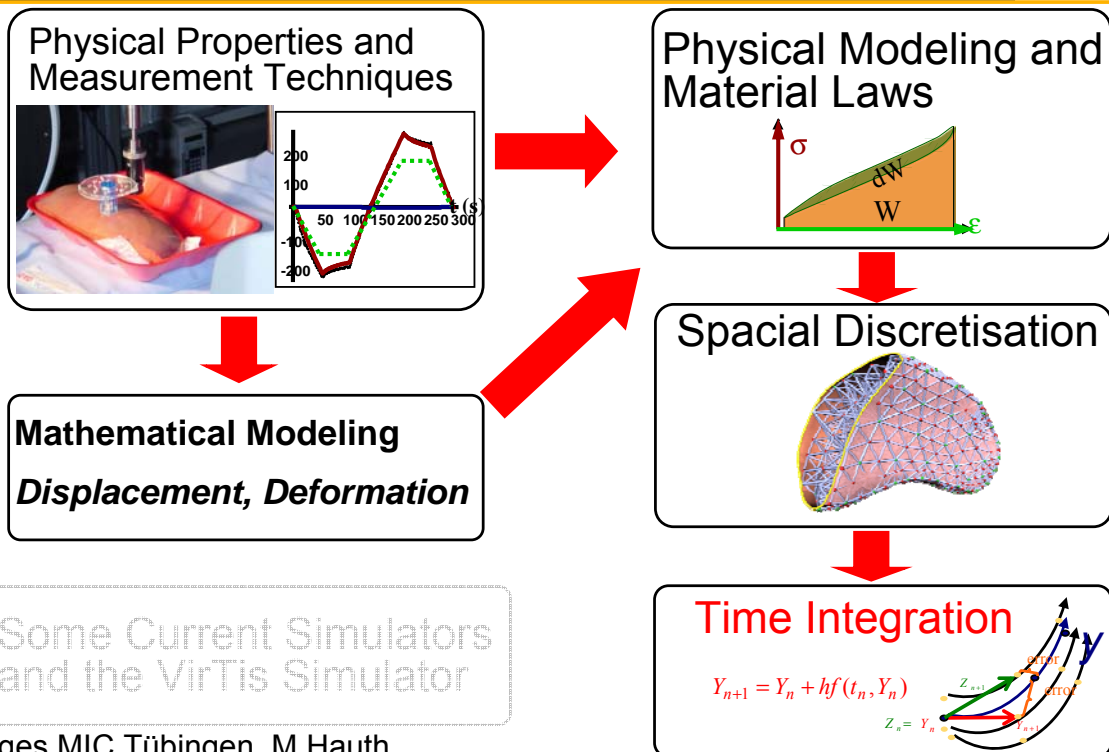 Physical Properties and
Measurement Techniques
200
100
-100
-200
50 100 150 200 250 300
t (s)
Mathematical Modeling
Displacement, Deformation
Physical Modeling and
Material Laws
σ
dW
W
ε
Spacial Discretisation
Time Integration
Y_{n+1} = Y_n + hf(t_n, Y_n)
y
error
error
Z_{n+1}
Z_n = Y_n
Y_{n+1}
Some Current Simulators
and the VirTis Simulator
ges MIC Tübingen, M.Hauth